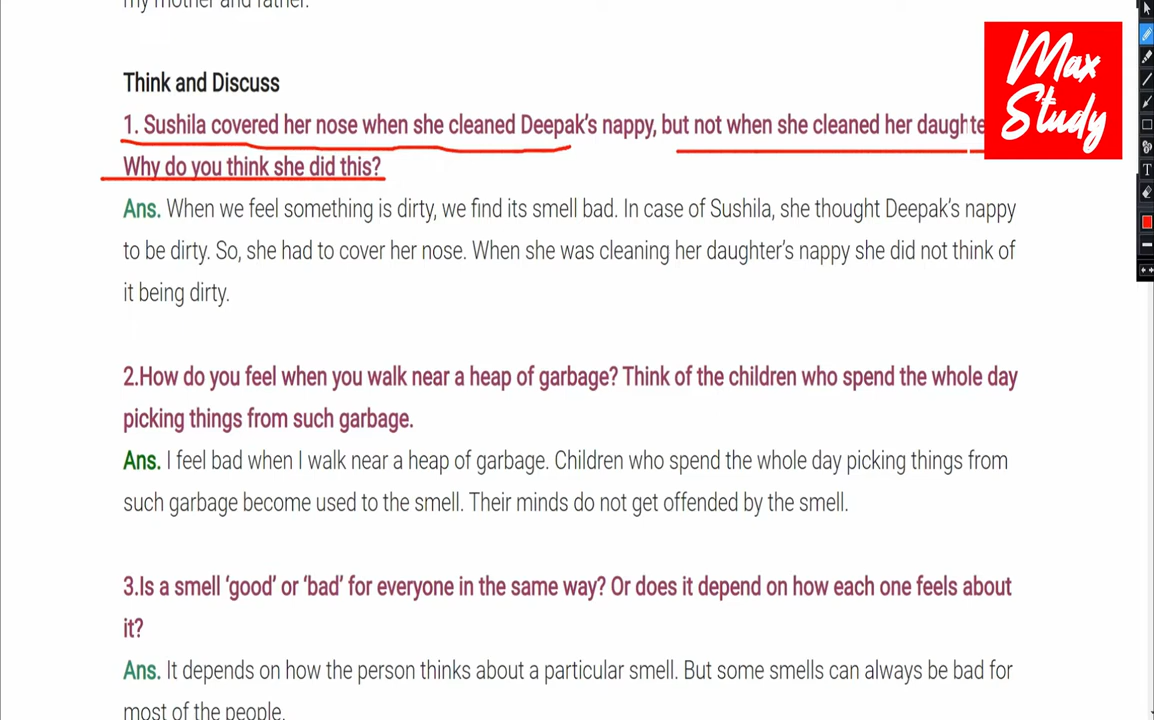 my mother and father.
Think and Discuss
1. Sushila covered her nose when she cleaned Deepak's nappy, but not when she cleaned her
Why do you think she did this?
Ans. When we feel something is dirty, we find its smell bad. In case of Sushila, she thought Deepak's nappy
to be dirty. So, she had to cover her nose. When she was cleaning her daughter's nappy she did not think of
it being dirty.
2.How do you feel when you walk near a heap of garbage? Think of the children who spend the whole day
picking things from such garbage.
Ans. I feel bad when I walk near a heap of garbage. Children who spend the whole day picking things from
such garbage become used to the smell. Their minds do not get offended by the smell.
3.Is a smell ‘good’ or ‘bad’ for everyone in the same way? Or does it depend on how each one feels about
it?
Ans. It depends on how the person thinks about a particular smell. But some smells can always be bad for
most of the people.
Max
Study